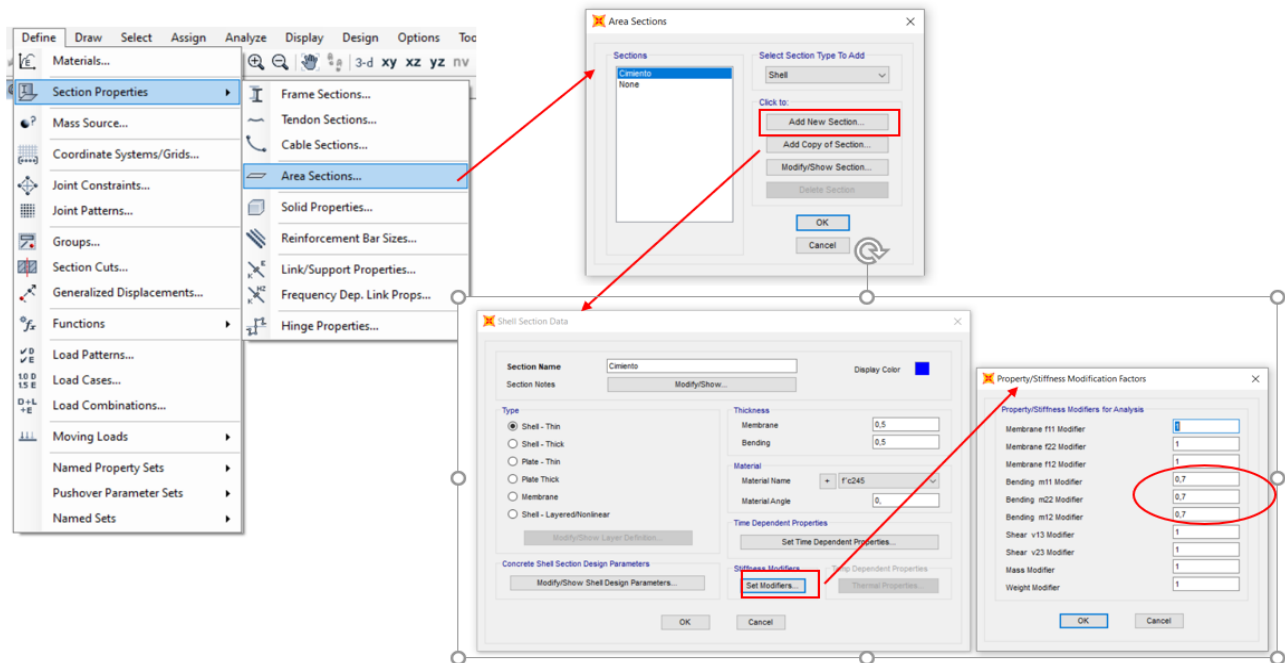 Define Draw Select Assign Analyze Display Design Options Too
Materials...
Section Properties
Mass Source...
Coordinate Systems/Grids...
Joint Constraints...
Joint Patterns...
Groups...
Section Cuts...
Generalized Displacements...
Functions
Load Patterns...
Load Cases...
Load Combinations...
Moving Loads
Named Property Sets
Pushover Parameter Sets
Named Sets
3-d xy xz yz nv
Frame Sections...
Tendon Sections...
Cable Sections...
Area Sections...
Solid Properties...
Reinforcement Bar Sizes...
Link/Support Properties...
Frequency Dep. Link Props...
Hinge Properties...
Area Sections
Sections
Cimiento
None
Select Section Type To Add
Shell
Click to:
Add New Section...
Add Copy of Section...
Modify/Show Section...
Delete Section
OK
Cancel
Shell Section Data
Section Name Cimiento
Section Notes Modify/Show...
Display Color
Type
Shell - Thin
Shell - Thick
Plate - Thin
Plate Thick
Membrane
Shell - Layered/Nonlinear
Modify/Show Layer Definition...
Concrete Shell Section Design Parameters
Modify/Show Shell Design Parameters...
Thickness
Membrane 0,5
Bending 0,5
Material
Material Name + f'c245
Material Angle 0,
Time Dependent Properties
Set Time Dependent Properties...
Stiffness Modifiers
Set Modifiers...
Temp Dependent Properties
Thermal Properties...
OK
Cancel
Property/Stiffness Modification Factors
Property/Stiffness Modifiers for Analysis
Membrane f11 Modifier 1
Membrane f22 Modifier 1
Membrane f12 Modifier 1
Bending m11 Modifier 0,7
Bending m22 Modifier 0,7
Bending m12 Modifier 0,7
Shear v13 Modifier 1
Shear v23 Modifier 1
Mass Modifier 1
Weight Modifier 1
OK
Cancel